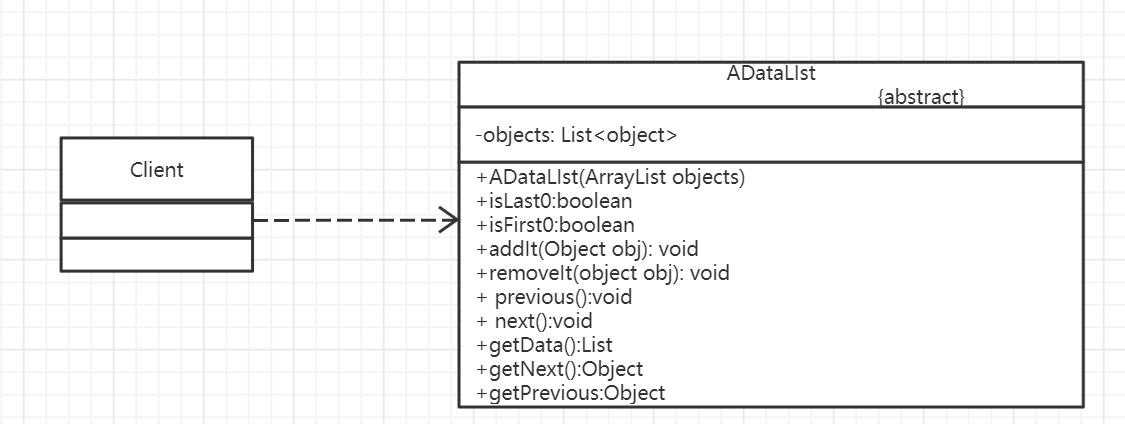 ADataLIst
{abstract}
-objects: List<object>
Client
+ADataLIst(ArrayList objects)
+isLast0:boolean
+isFirst0:boolean
+addIt(Object obj): void
+removeIt(object obj): void
+ previous():void
+ next():void
+getData():List
+getNext():Object
+getPrevious:Object